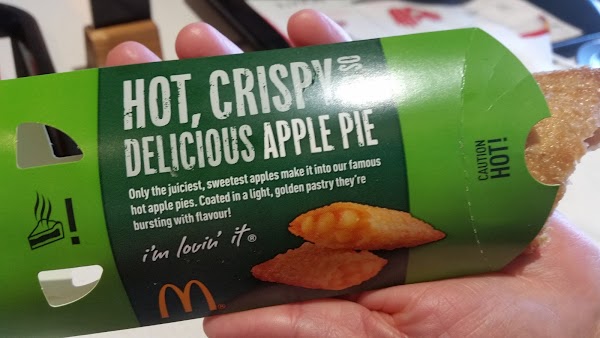 HOT, CRISPY, SO
DELICIOUS APPLE PIE
Only the juiciest, sweetest apples make it into our famous
hot apple pies. Coated in a light, golden pastry they're
bursting with flavour!
i'm lovin' it®
M™
!
CAUTION
HOT!